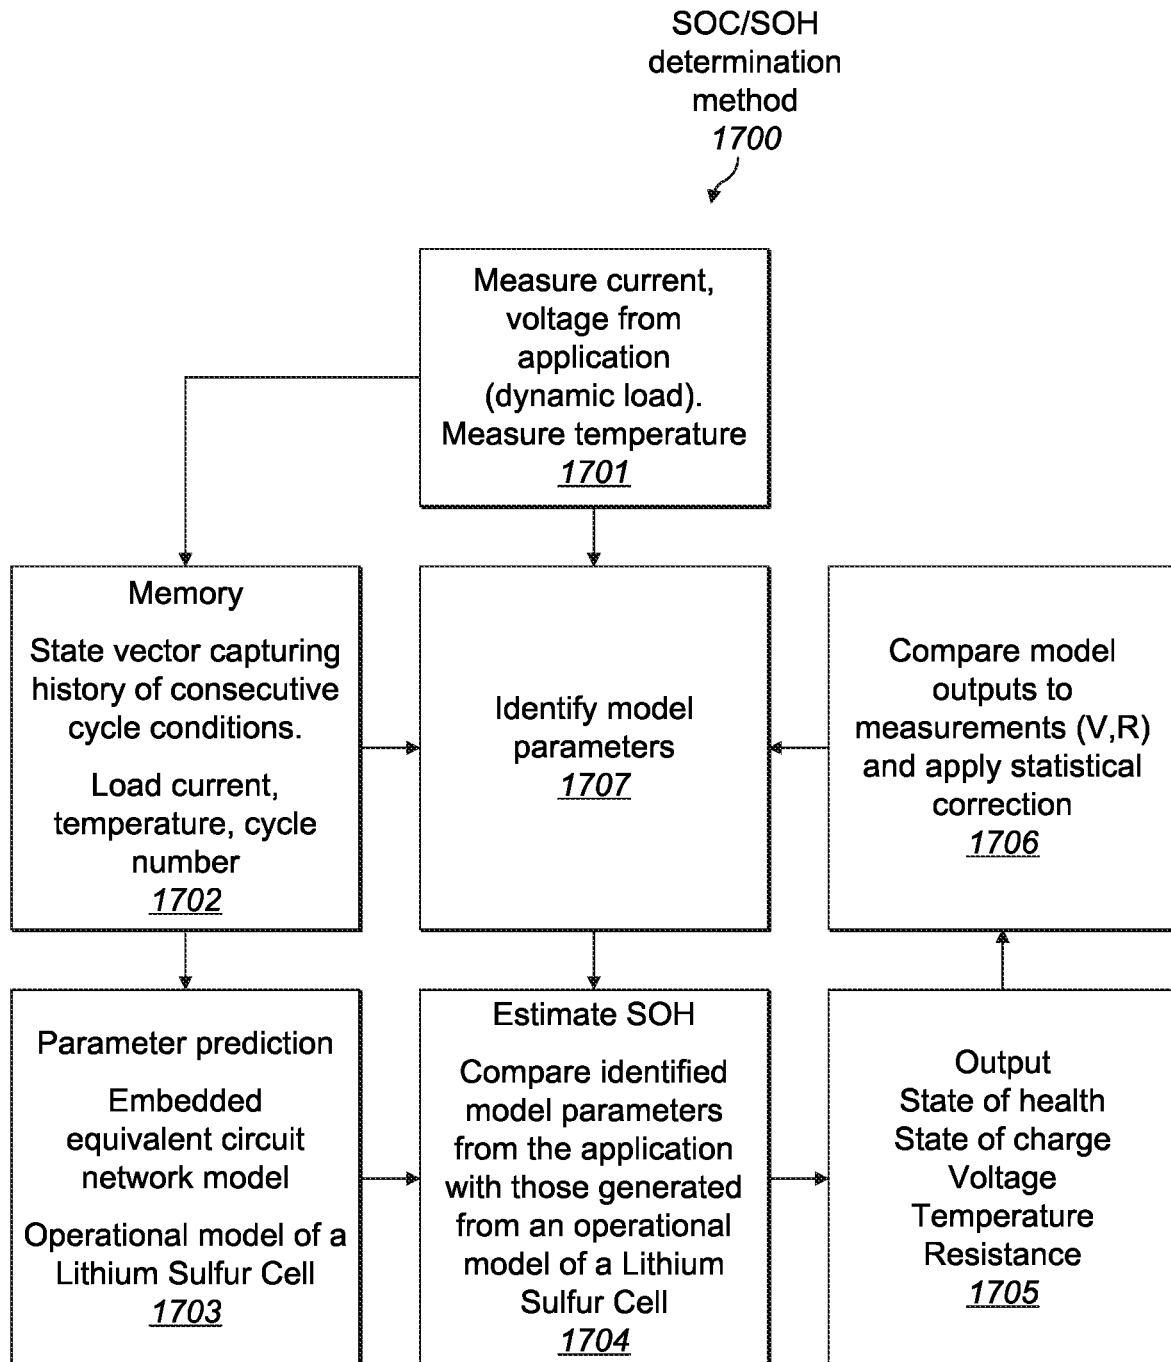 SOC/SOH
determination
method
1700
Measure current,
voltage from
application
(dynamic load).
Measure temperature
1701
Memory
State vector capturing
history of consecutive
cycle conditions.
Load current,
temperature, cycle
number
1702
Identify model
parameters
1707
Compare model
outputs to
measurements (V,R)
and apply statistical
correction
1706
Parameter prediction
Embedded
equivalent circuit
network model
Operational model of a
Lithium Sulfur Cell
1703
Estimate SOH
Compare identified
model parameters
from the application
with those generated
from an operational
model of a Lithium
Sulfur Cell
1704
Output
State of health
State of charge
Voltage
Temperature
Resistance
1705